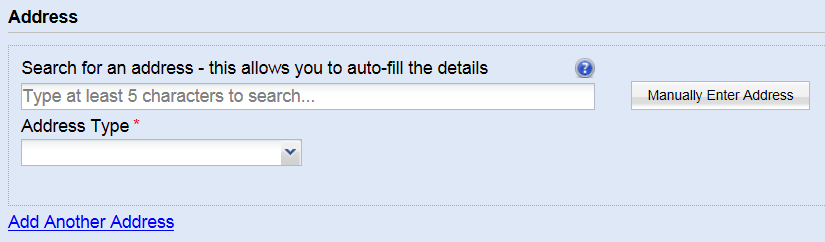 Address
Search for an address - this allows you to auto-fill the details ?
Type at least 5 characters to search...
Manually Enter Address
Address Type *
Add Another Address